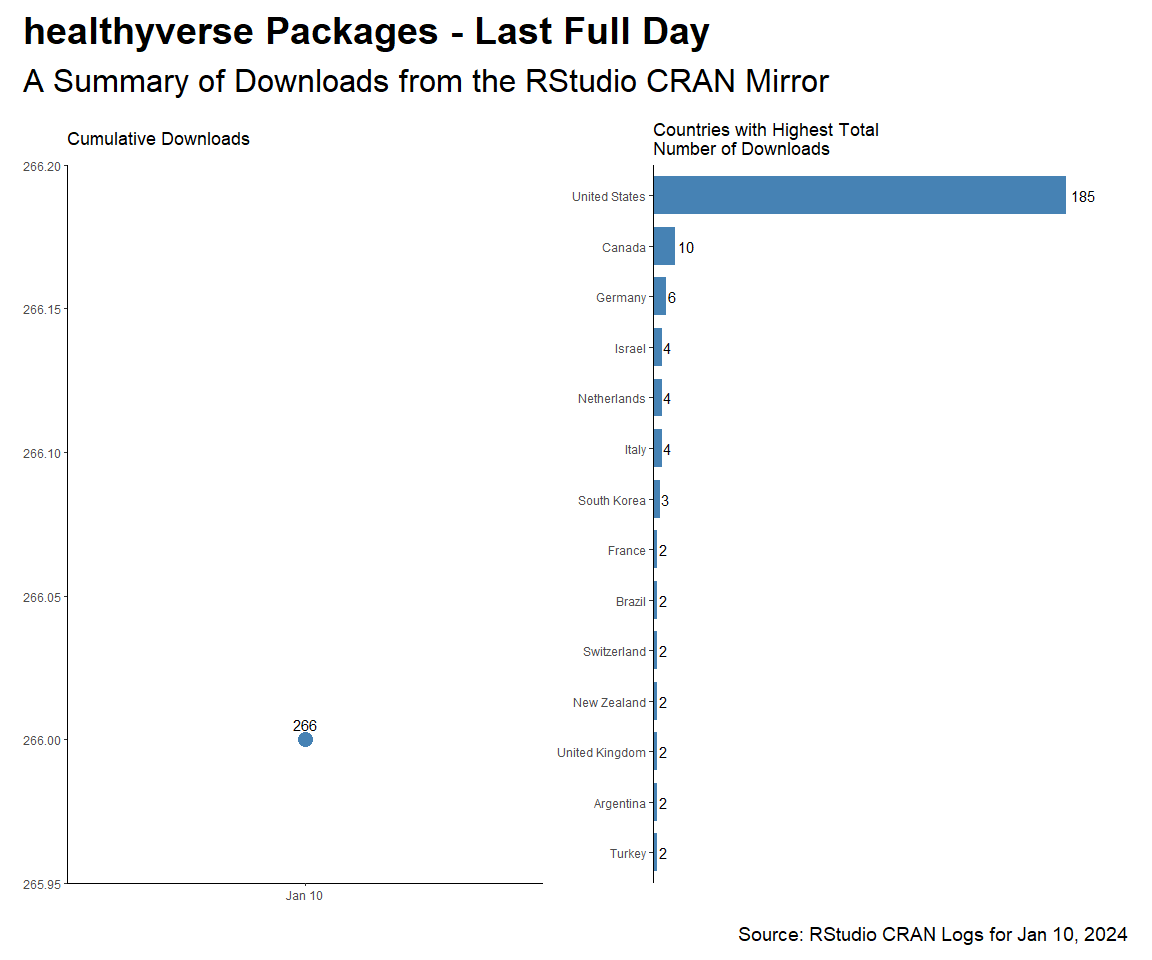 healthyverse Packages - Last Full Day
A Summary of Downloads from the RStudio CRAN Mirror
Cumulative Downloads
266.20
266.15
266.10
266.05
266.00
265.95
266
Jan 10
Countries with Highest Total
Number of Downloads
United States 185
Canada 10
Germany 6
Israel 4
Netherlands 4
Italy 4
South Korea 3
France 2
Brazil 2
Switzerland 2
New Zealand 2
United Kingdom 2
Argentina 2
Turkey 2
Source: RStudio CRAN Logs for Jan 10, 2024